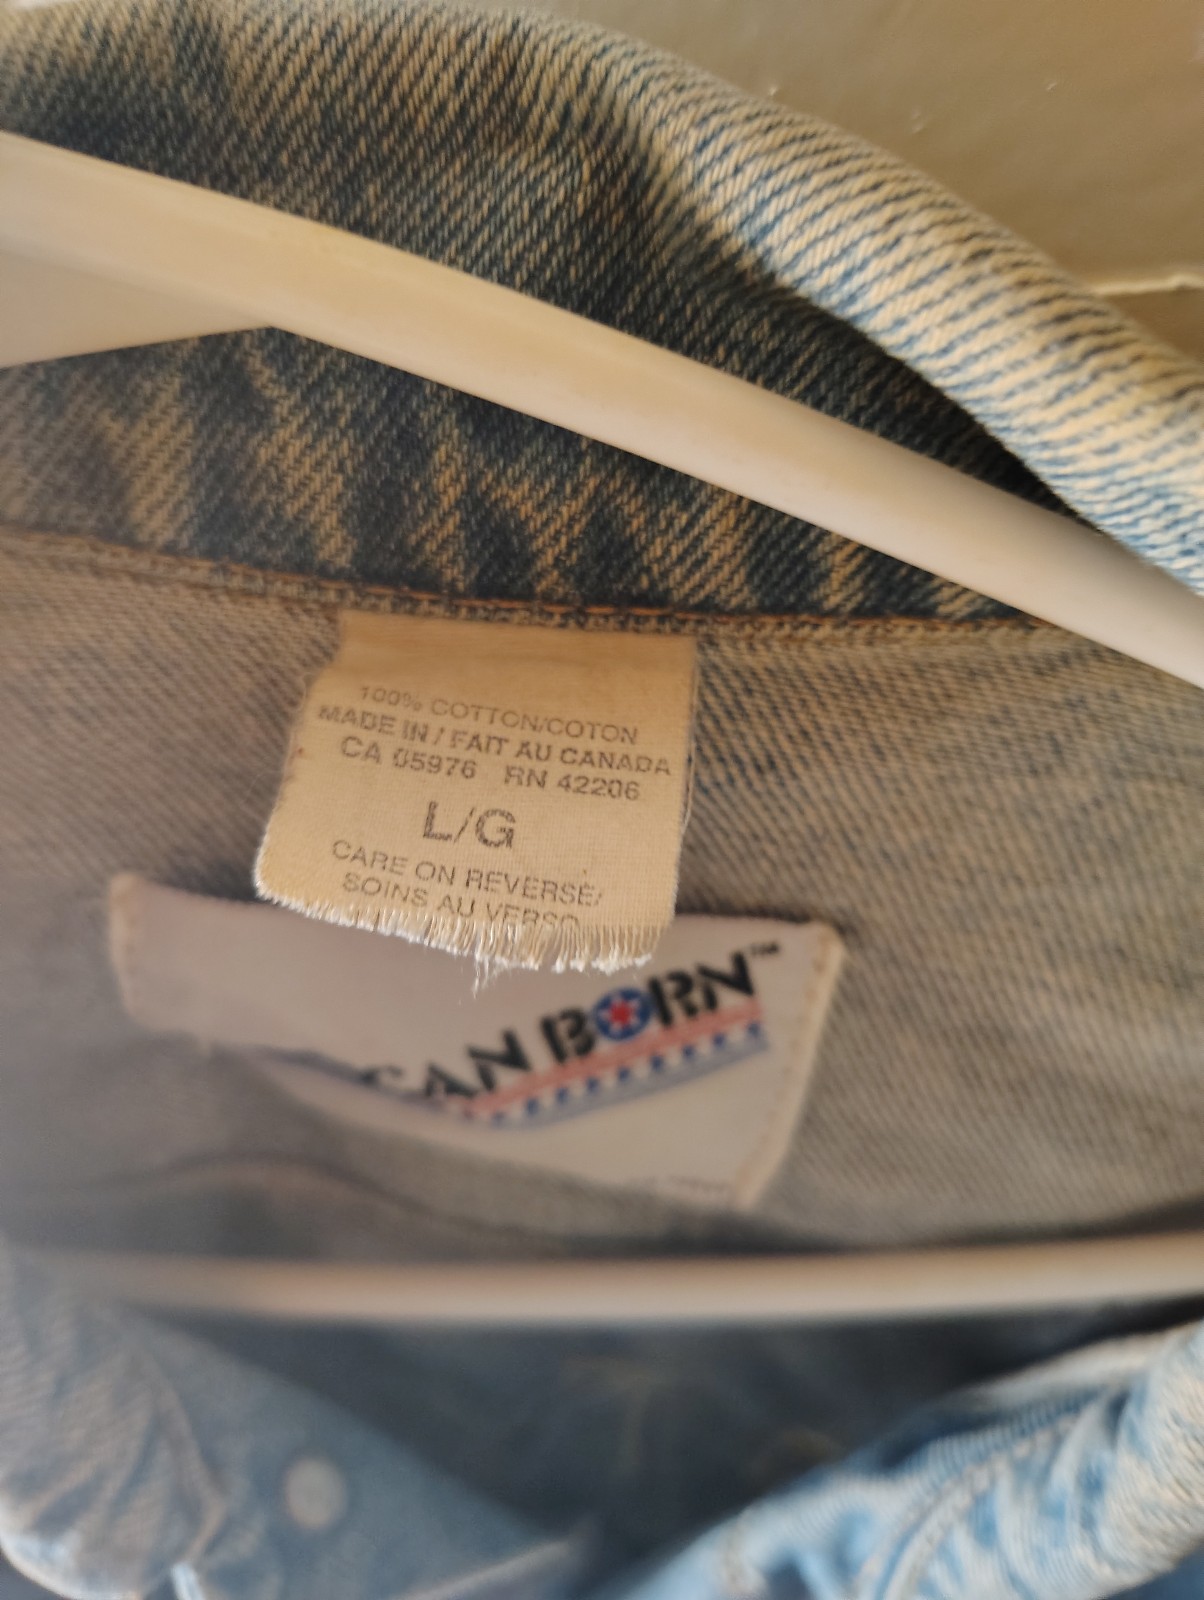 100% COTTON/COTON
MADE IN / FAIT AU CANADA
CA 05976 RN 42206
L/G
CARE ON REVERSE/
SOINS AU VERSO
CAN BORN™